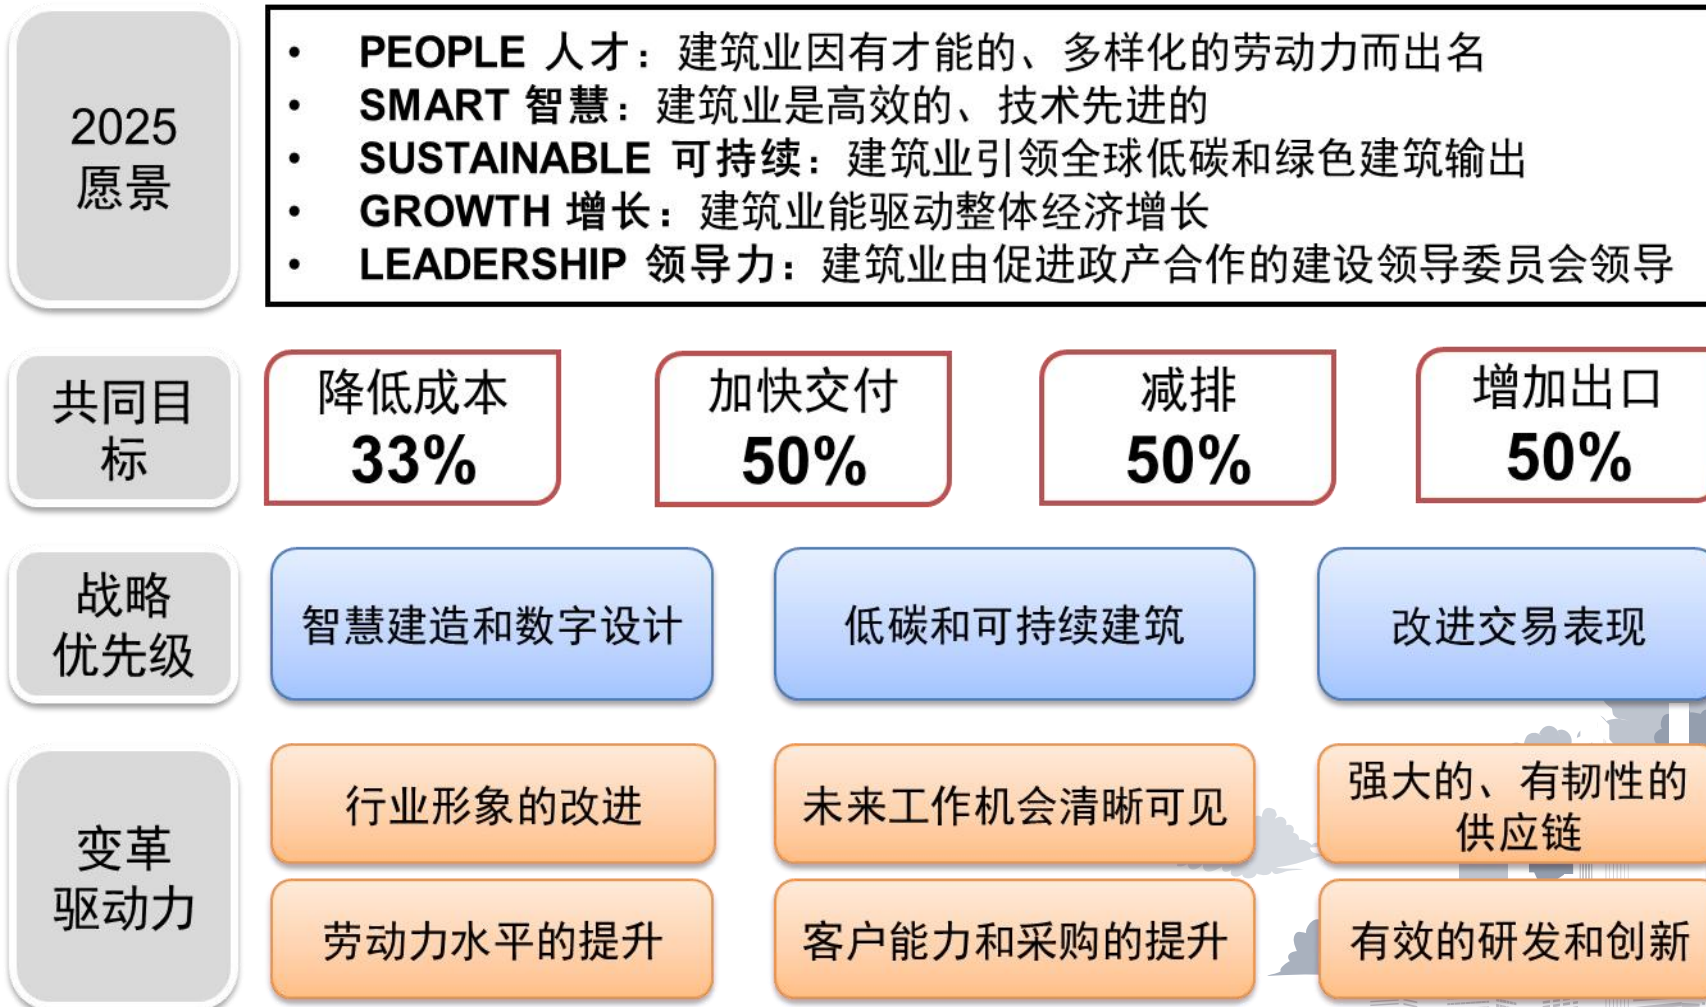 2025
愿景
• PEOPLE 人才：建筑业因有才能的、多样化的劳动力而出名
• SMART 智慧：建筑业是高效的、技术先进的
• SUSTAINABLE 可持续：建筑业引领全球低碳和绿色建筑输出
• GROWTH 增长：建筑业能驱动整体经济增长
• LEADERSHIP 领导力：建筑业由促进政产合作的建设领导委员会领导
共同目
标
降低成本
33%
加快交付
50%
减排
50%
增加出口
50%
战略
优先级
智慧建造和数字设计
低碳和可持续建筑
改进交易表现
变革
驱动力
行业形象的改进
未来工作机会清晰可见
强大的、有韧性的
供应链
劳动力水平的提升
客户能力和采购的提升
有效的研发和创新